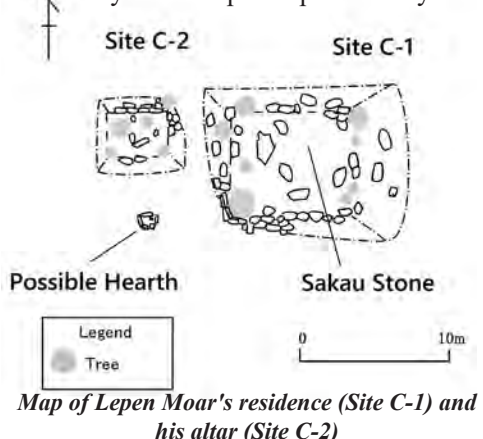 Site C-2
Site C-1
Possible Hearth
Sakau Stone
Legend
Tree
0
10m
Map of Lepen Moar's residence (Site C-1) and
his altar (Site C-2)